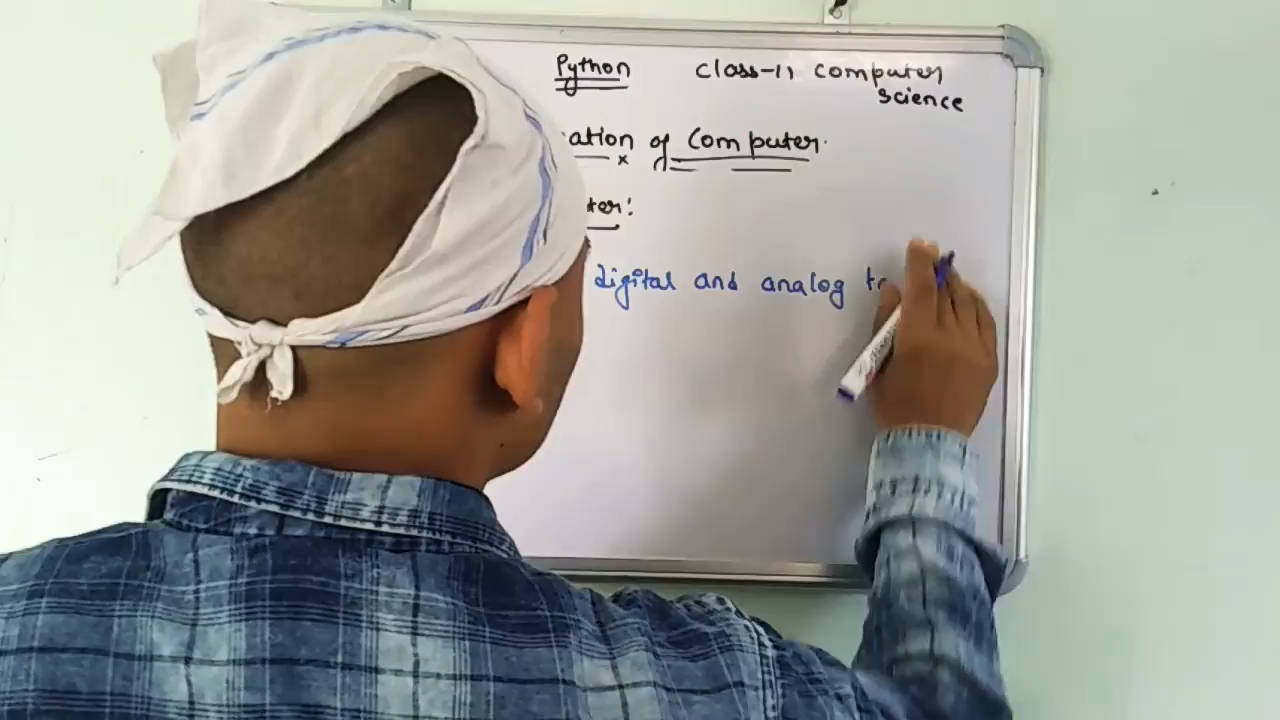 Python class-11 computer
science
ation of Computer.
ter:
digital and analog